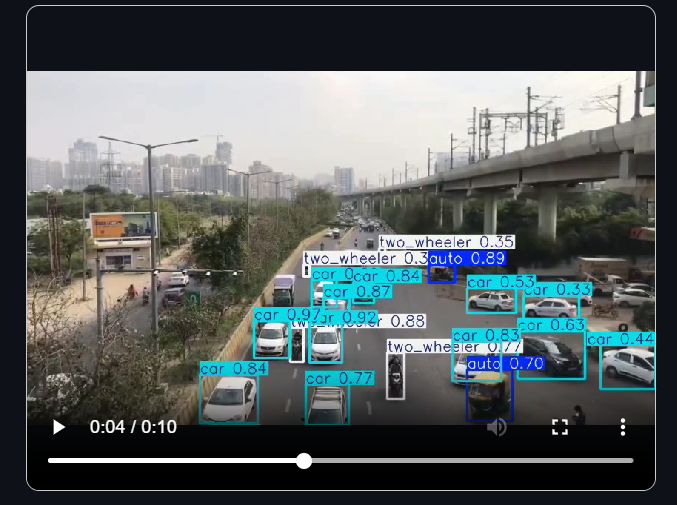 two_wheeler 0.35
two_wheeler 0.3
auto 0.89
car 0.84
car 0.87
car 0.53
car 0.33
car 0.97
car 0.92
two_wheeler 0.88
car 0.83
car 0.63
two_wheeler 0.77
car 0.44
auto 0.70
car 0.84
car 0.77
0:04 / 0:10